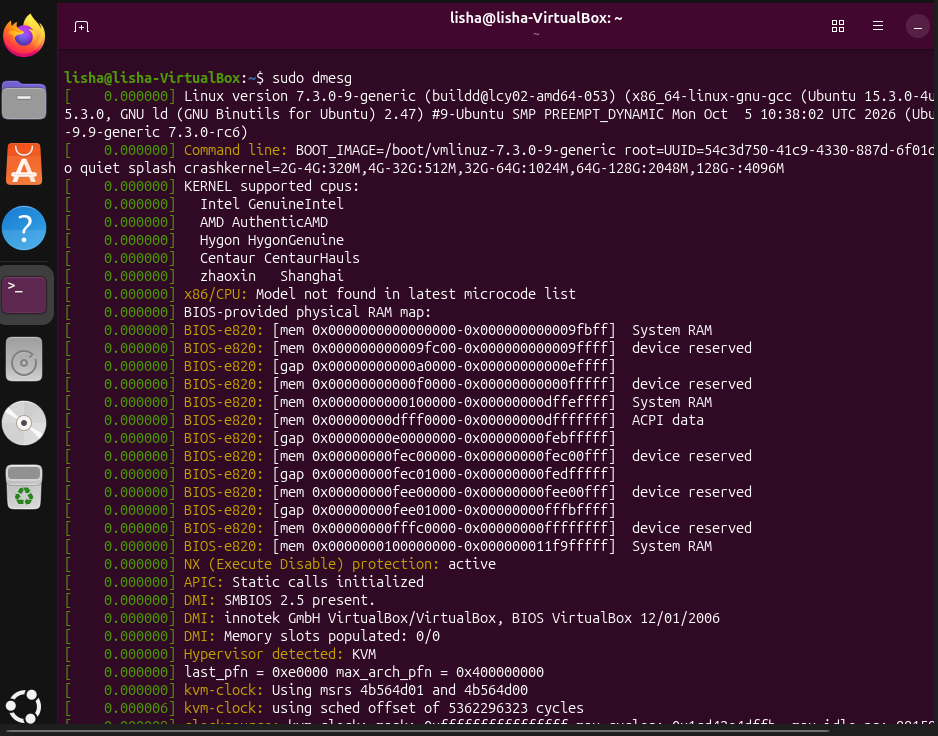 lisha@lisha-VirtualBox: ~
~
lisha@lisha-VirtualBox:~$ sudo dmesg
[    0.000000] Linux version 7.3.0-9-generic (buildd@lcy02-amd64-053) (x86_64-linux-gnu-gcc (Ubuntu 15.3.0-4u
5.3.0, GNU ld (GNU Binutils for Ubuntu) 2.47) #9-Ubuntu SMP PREEMPT_DYNAMIC Mon Oct  5 10:38:02 UTC 2026 (Ubu
-9.9-generic 7.3.0-rc6)
[    0.000000] Command line: BOOT_IMAGE=/boot/vmlinuz-7.3.0-9-generic root=UUID=54c3d750-41c9-4330-887d-6f01c
o quiet splash crashkernel=2G-4G:320M,4G-32G:512M,32G-64G:1024M,64G-128G:2048M,128G-:4096M
[    0.000000] KERNEL supported cpus:
[    0.000000]   Intel GenuineIntel
[    0.000000]   AMD AuthenticAMD
[    0.000000]   Hygon HygonGenuine
[    0.000000]   Centaur CentaurHauls
[    0.000000]   zhaoxin   Shanghai
[    0.000000] x86/CPU: Model not found in latest microcode list
[    0.000000] BIOS-provided physical RAM map:
[    0.000000] BIOS-e820: [mem 0x0000000000000000-0x000000000009fbff]  System RAM
[    0.000000] BIOS-e820: [mem 0x000000000009fc00-0x000000000009ffff]  device reserved
[    0.000000] BIOS-e820: [gap 0x00000000000a0000-0x00000000000effff]
[    0.000000] BIOS-e820: [mem 0x00000000000f0000-0x00000000000fffff]  device reserved
[    0.000000] BIOS-e820: [mem 0x0000000000100000-0x00000000dffeffff]  System RAM
[    0.000000] BIOS-e820: [mem 0x00000000dfff0000-0x00000000dfffffff]  ACPI data
[    0.000000] BIOS-e820: [gap 0x00000000e0000000-0x00000000febfffff]
[    0.000000] BIOS-e820: [mem 0x00000000fec00000-0x00000000fec00fff]  device reserved
[    0.000000] BIOS-e820: [gap 0x00000000fec01000-0x00000000fedfffff]
[    0.000000] BIOS-e820: [mem 0x00000000fee00000-0x00000000fee00fff]  device reserved
[    0.000000] BIOS-e820: [gap 0x00000000fee01000-0x00000000fffbffff]
[    0.000000] BIOS-e820: [mem 0x00000000fffc0000-0x00000000ffffffff]  device reserved
[    0.000000] BIOS-e820: [mem 0x0000000100000000-0x000000011f9fffff]  System RAM
[    0.000000] NX (Execute Disable) protection: active
[    0.000000] APIC: Static calls initialized
[    0.000000] DMI: SMBIOS 2.5 present.
[    0.000000] DMI: innotek GmbH VirtualBox/VirtualBox, BIOS VirtualBox 12/01/2006
[    0.000000] DMI: Memory slots populated: 0/0
[    0.000000] Hypervisor detected: KVM
[    0.000000] last_pfn = 0xe0000 max_arch_pfn = 0x400000000
[    0.000000] kvm-clock: Using msrs 4b564d01 and 4b564d00
[    0.000006] kvm-clock: using sched offset of 5362296323 cycles